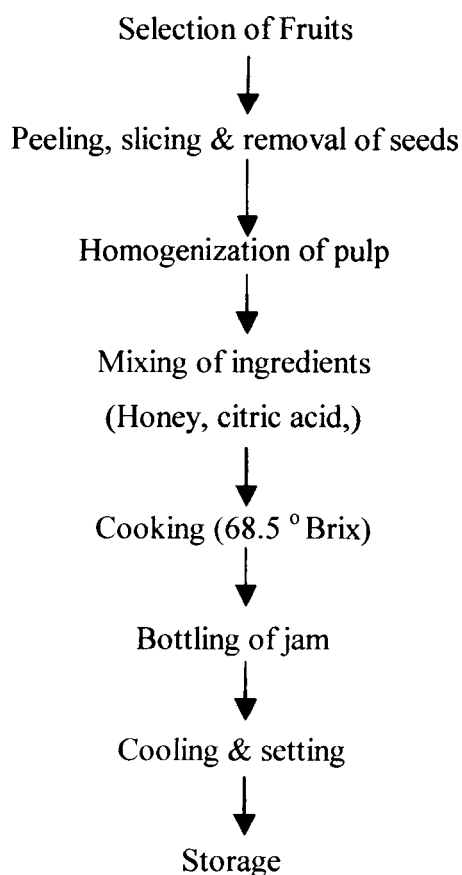 Selection of Fruits
Peeling, slicing & removal of seeds
Homogenization of pulp
Mixing of ingredients
(Honey, citric acid,)
Cooking (68.5 ° Brix)
Bottling of jam
Cooling & setting
Storage